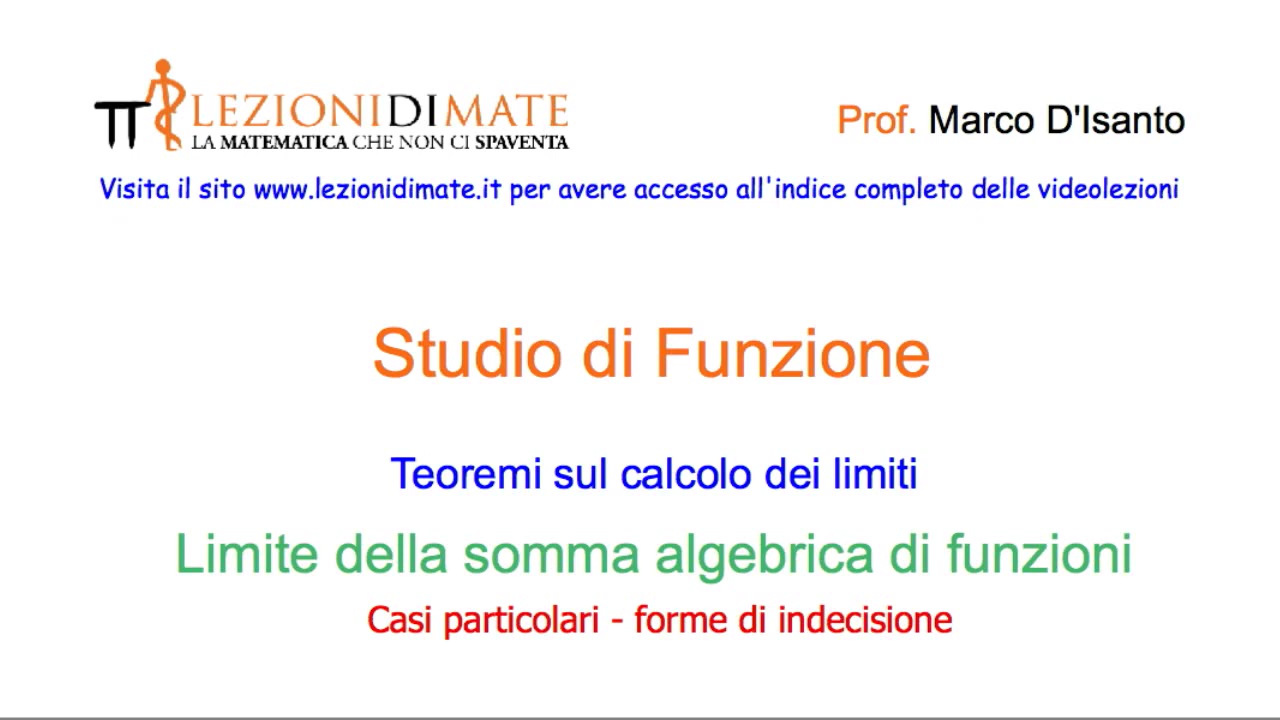 LEZIONIDIMATE
LA MATEMATICA CHE NON CI SPAVENTA
Prof. Marco D'Isanto
Visita il sito www.lezionidimate.it per avere accesso all'indice completo delle videolezioni
Studio di Funzione
Teoremi sul calcolo dei limiti
Limite della somma algebrica di funzioni
Casi particolari - forme di indecisione